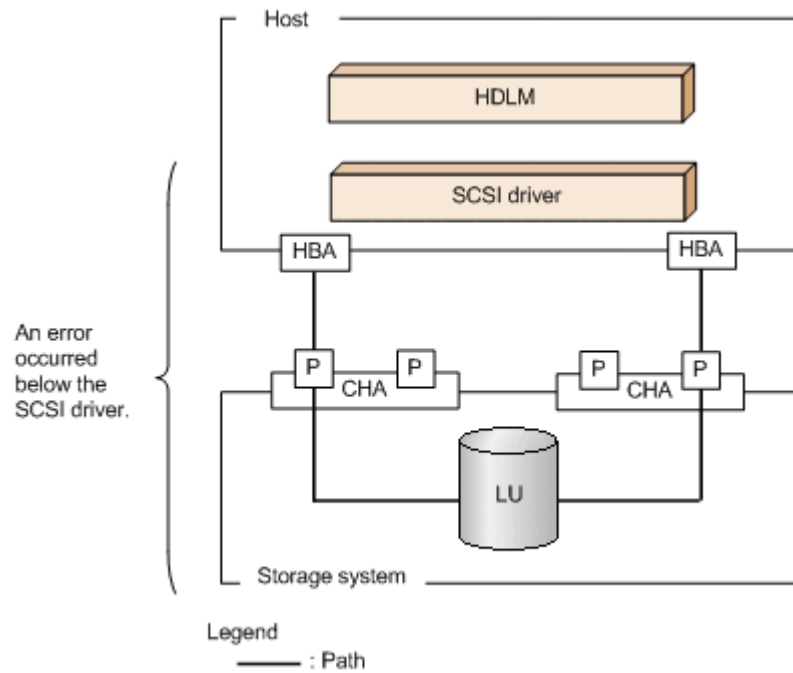 Host
HDLM
SCSI driver
HBA
HBA
An error
occurred
below the
SCSI driver.
P
P
P
P
CHA
CHA
LU
Storage system
Legend
: Path